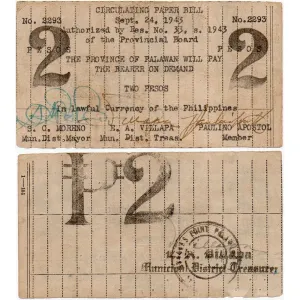 CIRCULATING PAPER BILL
No. 2293 Sept. 24, 1943 No. 2293
Authorized by Res. No. 33, s. 1943
of the Provincial Board
PESOS PESOS
2 2
THE PROVINCE OF PALAWAN WILL PAY
THE BEARER ON DEMAND
TWO PESOS
In lawful Currency of the Philippines
S. C. MORENO N. A. VIELAPA PAULINO APOSTOL
Mun. Dist. Mayor Mun. Dist. Treas. Member
P2
Municipal District Treasurer